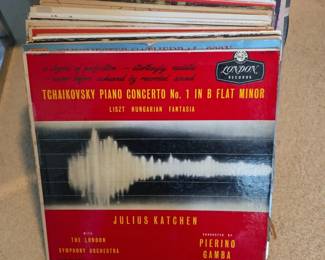 LONDON
RECORDS
a degree of perfection — startlingly realistic
— never before achieved by recorded sound
TCHAIKOVSKY PIANO CONCERTO No. 1 IN B FLAT MINOR
LISZT HUNGARIAN FANTASIA
JULIUS KATCHEN
WITH
THE LONDON
SYMPHONY ORCHESTRA
CONDUCTED BY
PIERINO
GAMBA